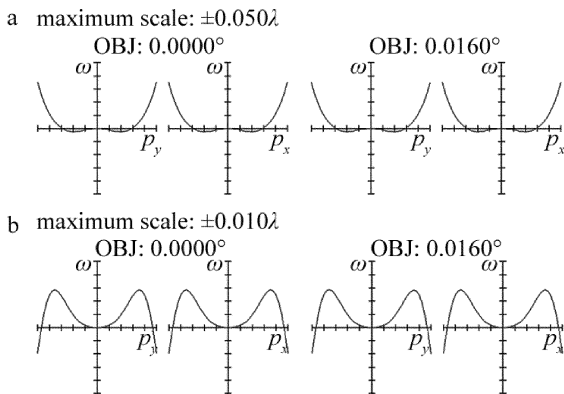 a maximum scale: ±0.050λ
OBJ: 0.0000° OBJ: 0.0160°
ω ω ω ω
p_y p_x p_y p_x
b maximum scale: ±0.010λ
OBJ: 0.0000° OBJ: 0.0160°
ω ω ω ω
p_y p_x p_y p_x